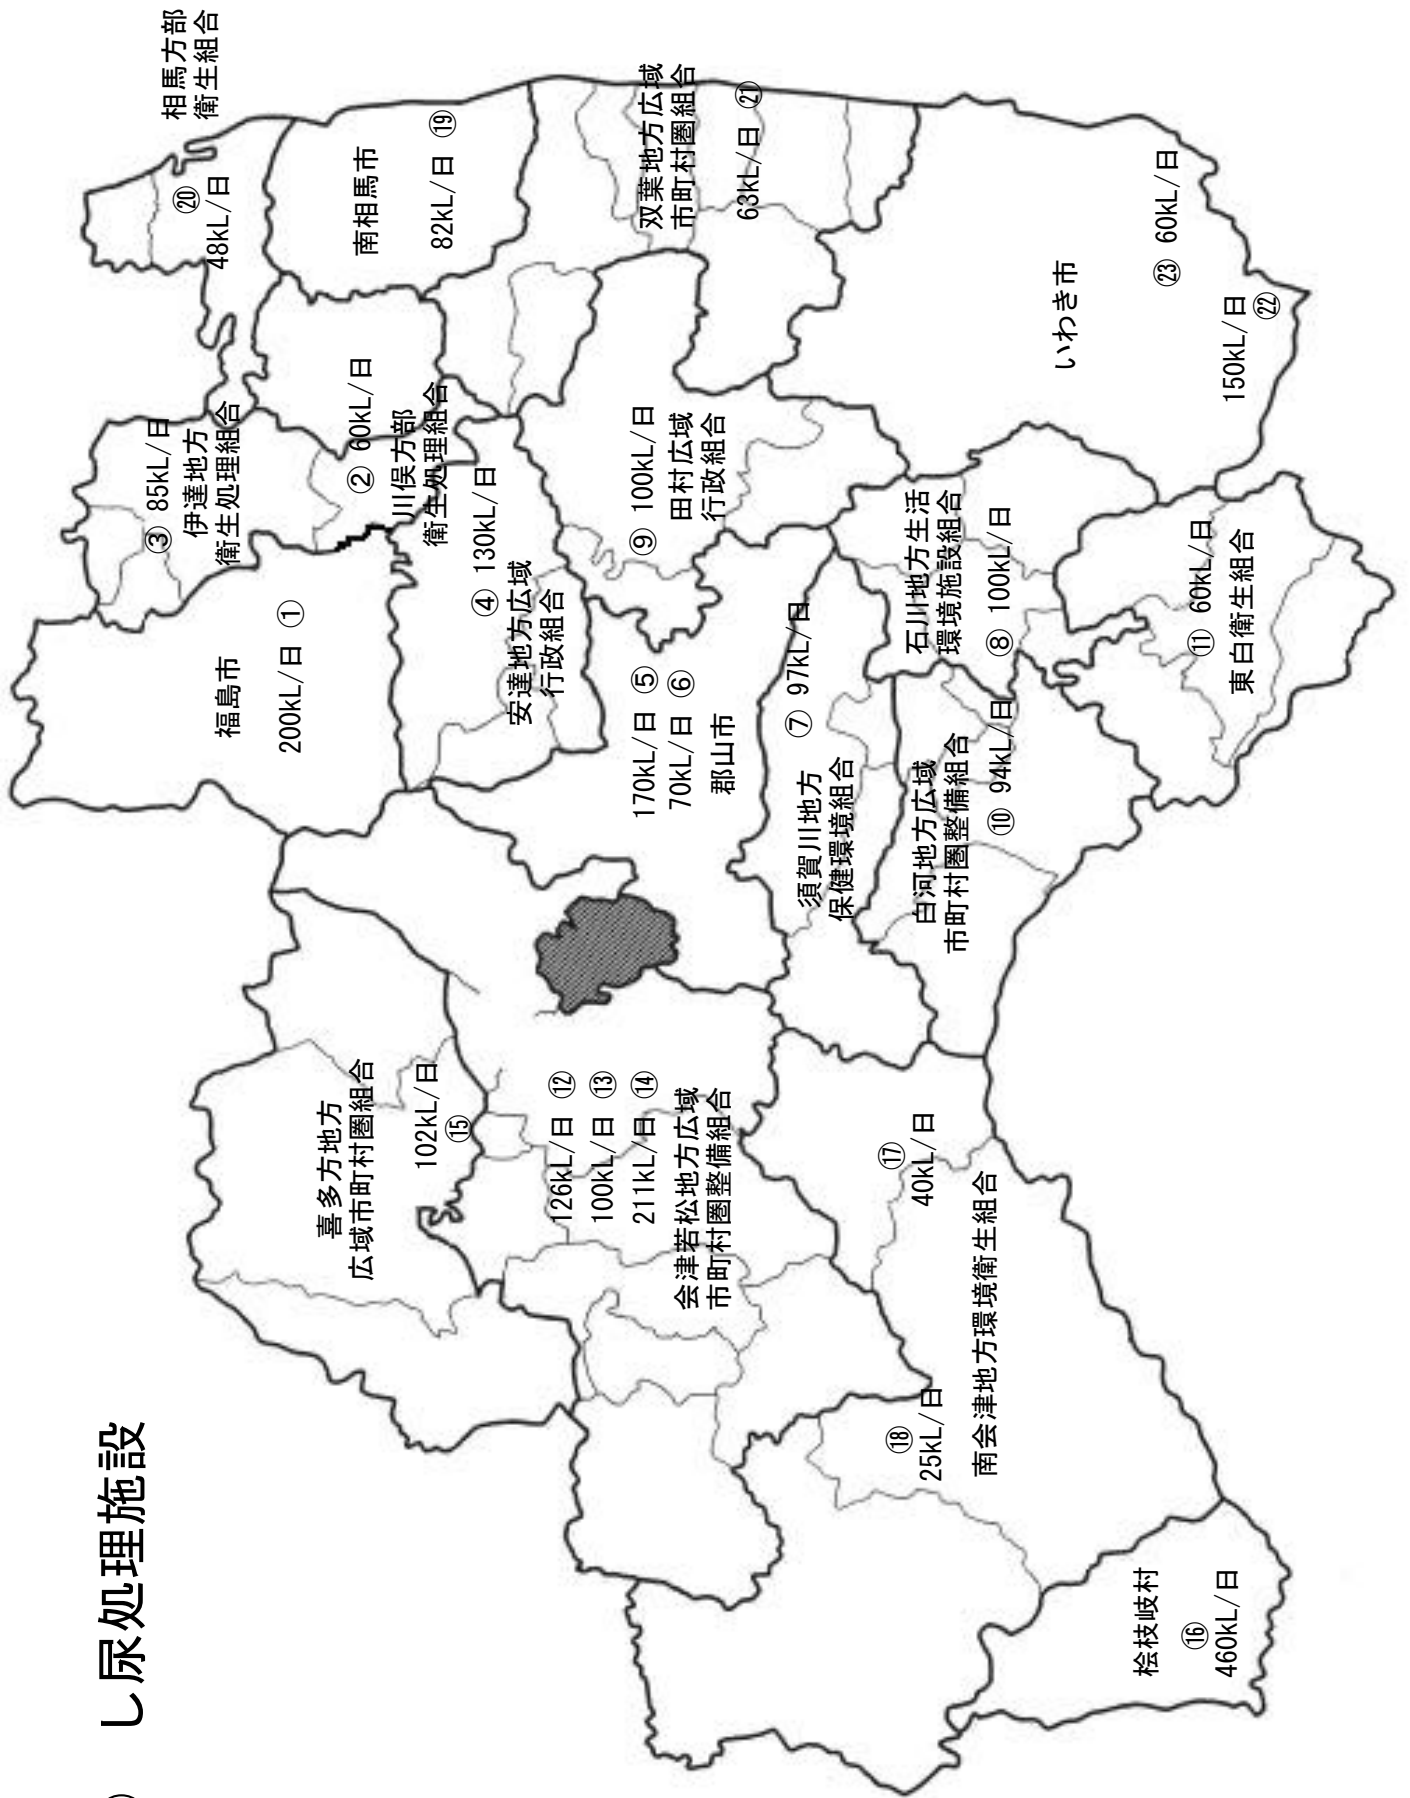 し尿処理施設
相馬方部
衛生組合
⑳
48kL/日
南相馬市
82kL/日 ⑲
双葉地方広域
市町村圏組合
63kL/日 ㉑
いわき市
㉓ 60kL/日
150kL/日
㉒
③ 85kL/日
伊達地方
衛生処理組合
② 60kL/日
川俣方部
衛生処理組合
福島市
200kL/日 ①
④ 130kL/日
安達地方広域
行政組合
⑨ 100kL/日
田村広域
行政組合
170kL/日 ⑤
70kL/日 ⑥
郡山市
⑦ 97kL/日
須賀川地方
保健環境組合
石川地方生活
環境施設組合
⑧ 100kL/日
白河地方広域
市町村圏整備組合
⑩ 94kL/日
⑪ 60kL/日
東白衛生組合
喜多方地方
広域市町村圏組合
102kL/日
⑮
126kL/日 ⑫
100kL/日 ⑬
211kL/日 ⑭
会津若松地方広域
市町村圏整備組合
⑰
40kL/日
⑱
25kL/日
南会津地方環境衛生組合
桧枝岐村
⑯
460kL/日